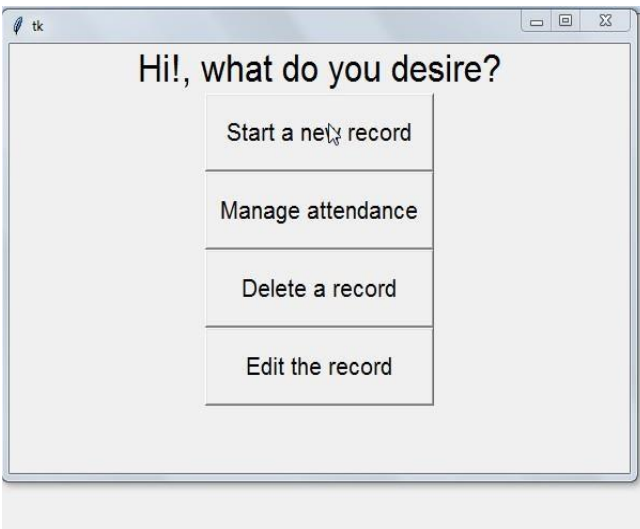 tk
Hi!, what do you desire?
Start a new record
Manage attendance
Delete a record
Edit the record